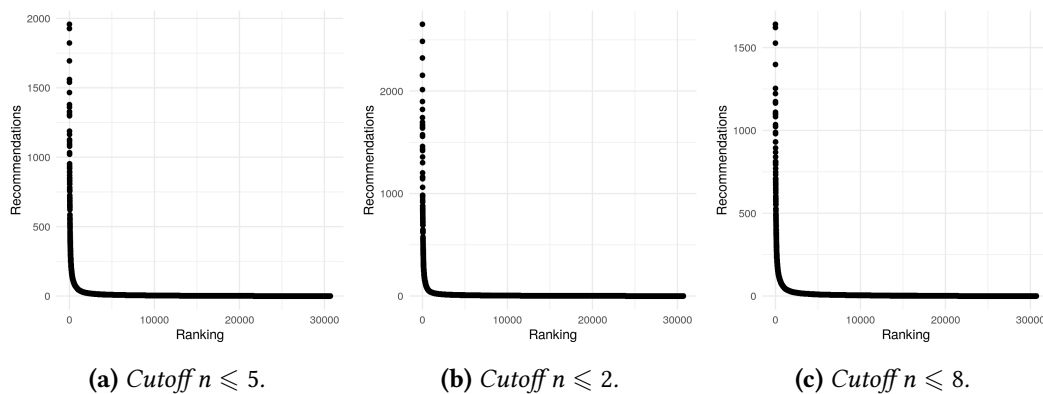 2000
1500
1000
500
0
Recommendations
0 10000 20000 30000
Ranking
(a) Cutoff n ⩽ 5.
2000
1000
0
Recommendations
0 10000 20000 30000
Ranking
(b) Cutoff n ⩽ 2.
1500
1000
500
0
Recommendations
0 10000 20000 30000
Ranking
(c) Cutoff n ⩽ 8.